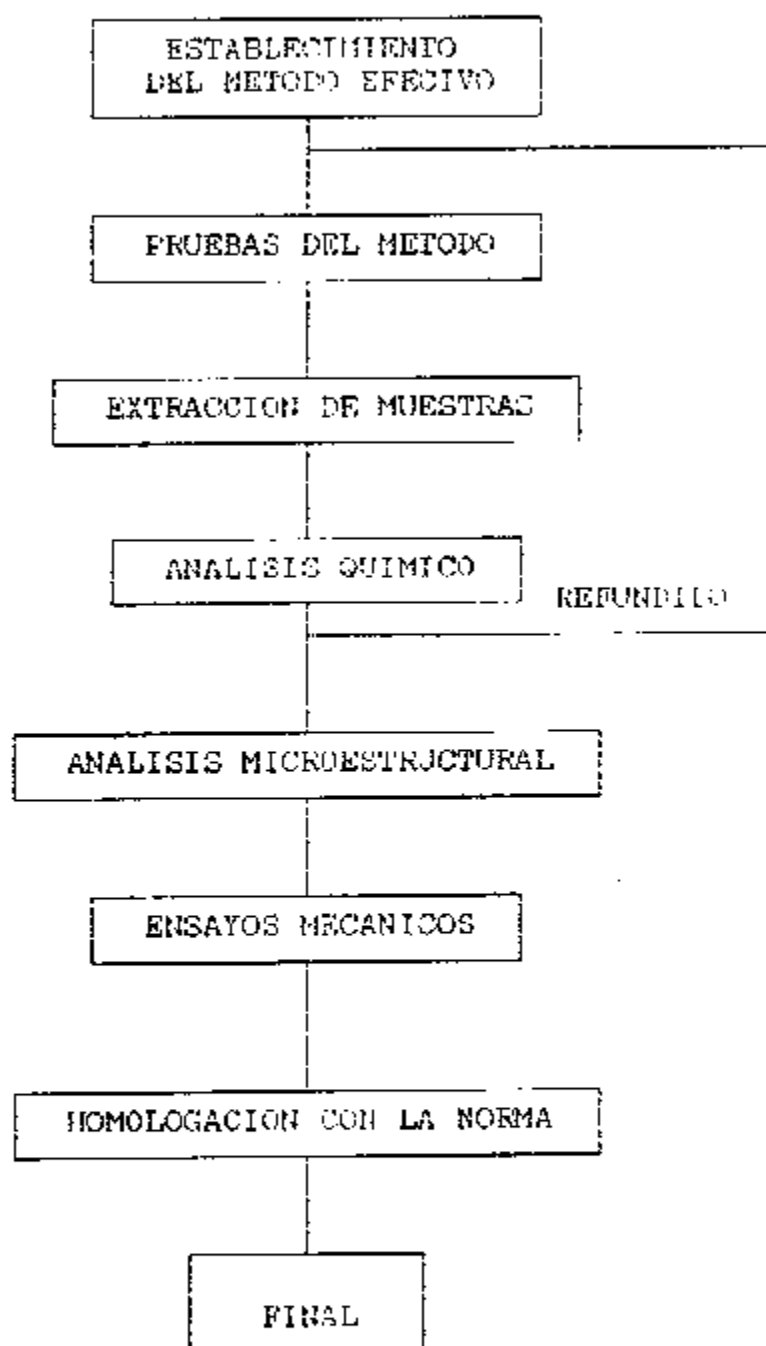 ESTABLECIMIENTO
DEL METODO EFECIVO
PRUEBAS DEL METODO
EXTRACCION DE MUESTRAS
ANALISIS QUIMICO
REFUNDIDO
ANALISIS MICROESTRUCTURAL
ENSAYOS MECANICOS
HOMOLOGACION CON LA NORMA
FINAL